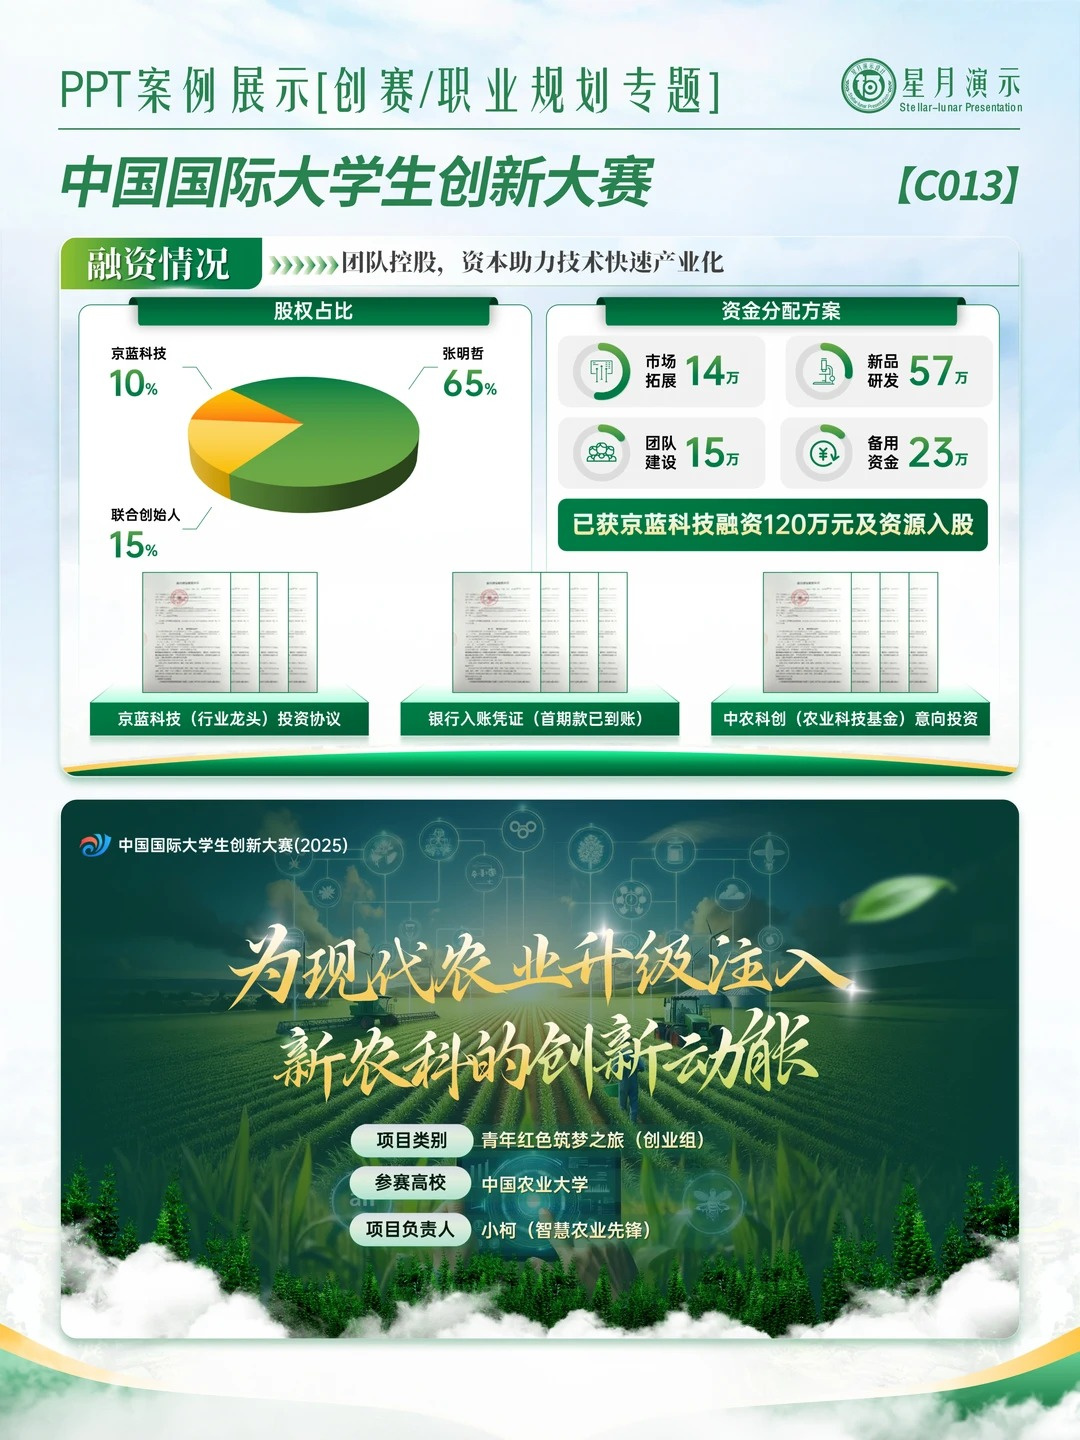 PPT案例展示[创赛/职业规划专题]
星月演示
Stellar-lunar Presentation
中国国际大学生创新大赛
【C013】
融资情况
团队控股，资本助力技术快速产业化
股权占比
京蓝科技
10%
张明哲
65%
联合创始人
15%
资金分配方案
市场
拓展
14万
新品
研发
57万
团队
建设
15万
备用
资金
23万
已获京蓝科技融资120万元及资源入股
京蓝科技（行业龙头）投资协议
银行入账凭证（首期款已到账）
中农科创（农业科技基金）意向投资
中国国际大学生创新大赛(2025)
为现代农业升级注入
新农科的创新动能
项目类别 青年红色筑梦之旅（创业组）
参赛高校 中国农业大学
项目负责人 小柯（智慧农业先锋）